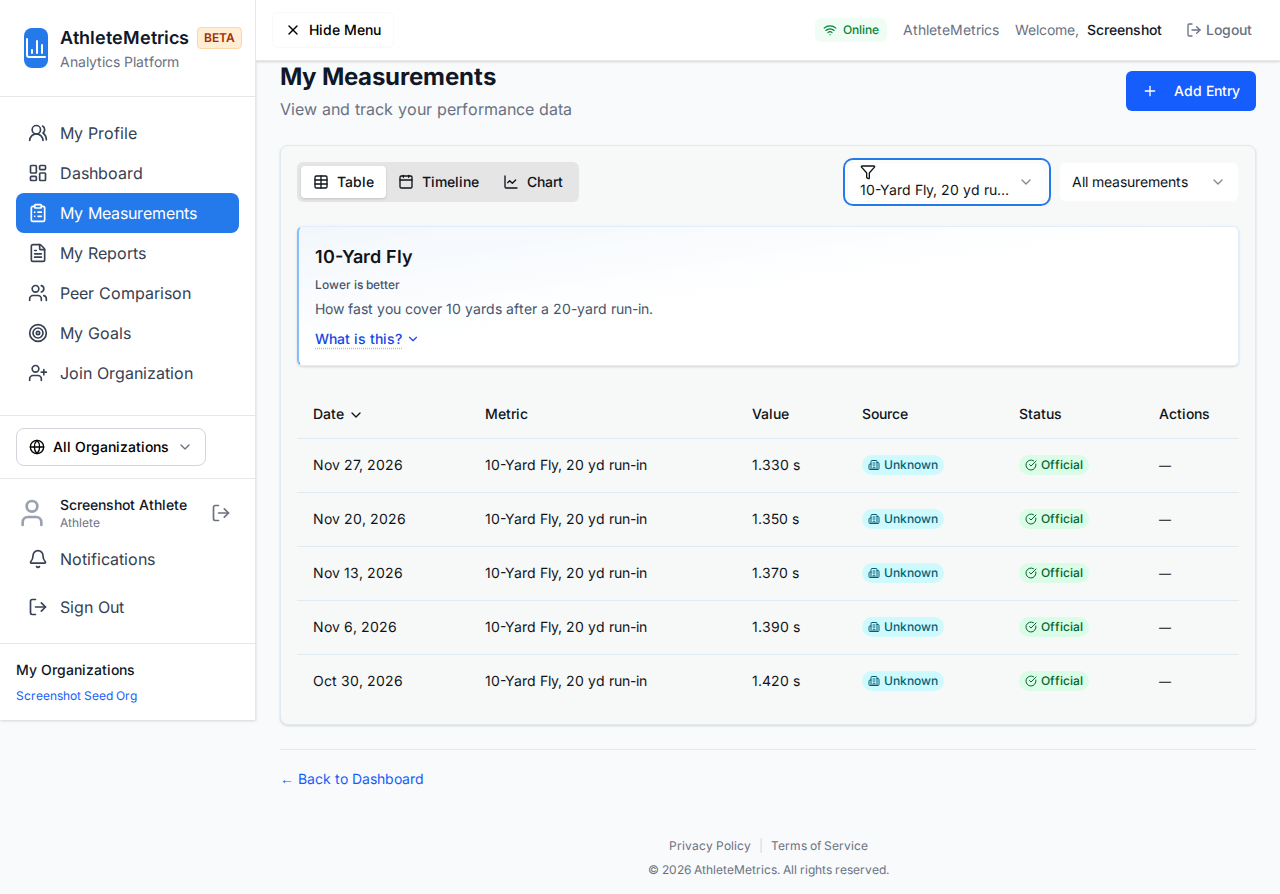 AthleteMetrics BETA
Analytics Platform
My Profile
Dashboard
My Measurements
My Reports
Peer Comparison
My Goals
Join Organization
All Organizations
Screenshot Athlete
Athlete
Notifications
Sign Out
My Organizations
Screenshot Seed Org
Hide Menu
Online AthleteMetrics Welcome, Screenshot Logout
My Measurements
View and track your performance data
Add Entry
Table Timeline Chart
10-Yard Fly, 20 yd ru...
All measurements
10-Yard Fly
Lower is better
How fast you cover 10 yards after a 20-yard run-in.
What is this?
Date Metric Value Source Status Actions
Nov 27, 2026 10-Yard Fly, 20 yd run-in 1.330 s Unknown Official —
Nov 20, 2026 10-Yard Fly, 20 yd run-in 1.350 s Unknown Official —
Nov 13, 2026 10-Yard Fly, 20 yd run-in 1.370 s Unknown Official —
Nov 6, 2026 10-Yard Fly, 20 yd run-in 1.390 s Unknown Official —
Oct 30, 2026 10-Yard Fly, 20 yd run-in 1.420 s Unknown Official —
← Back to Dashboard
Privacy Policy | Terms of Service
© 2026 AthleteMetrics. All rights reserved.